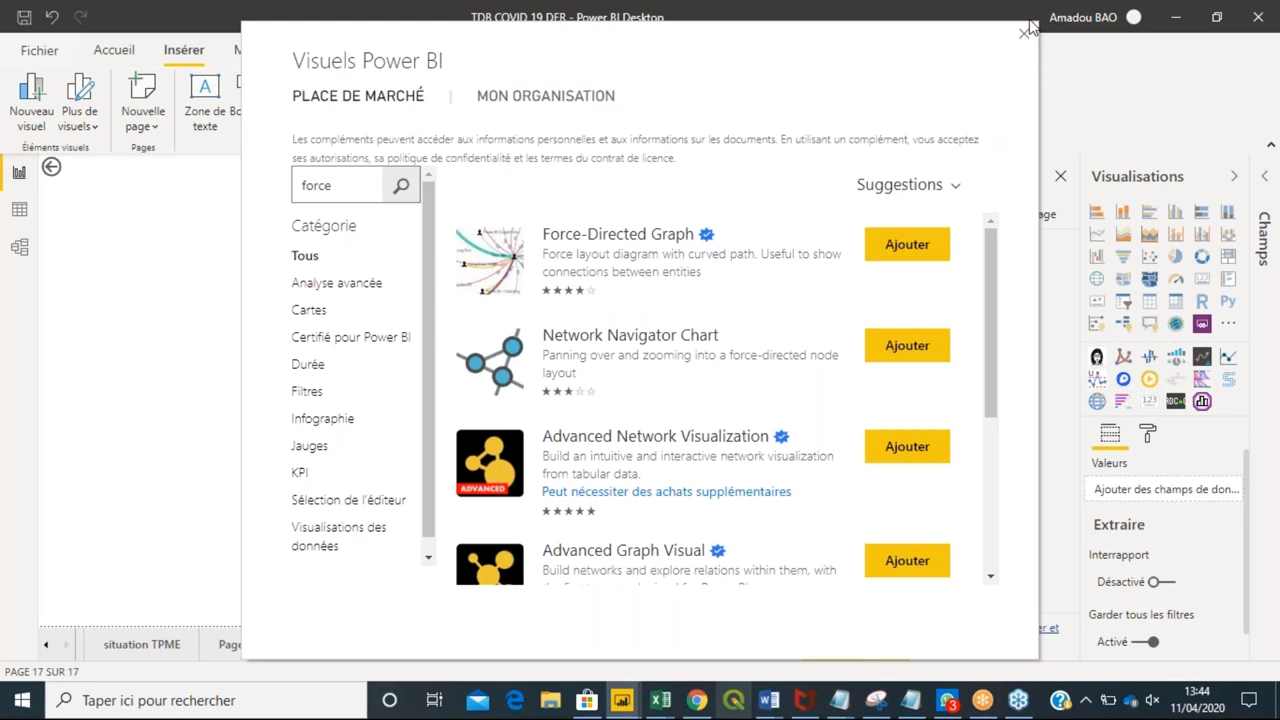 TDB COVID 19 DER - Power BI Desktop
Amadou BAO
Fichier
Accueil
Insérer
Nouveau visuel
Plus de visuels
Éléments visuels
Nouvelle page
Pages
Zone de texte
Visuels Power BI
PLACE DE MARCHÉ | MON ORGANISATION
Les compléments peuvent accéder aux informations personnelles et aux informations sur les documents. En utilisant un complément, vous acceptez
ses autorisations, sa politique de confidentialité et les termes du contrat de licence.
force
Suggestions
Catégorie
Tous
Analyse avancée
Cartes
Certifié pour Power BI
Durée
Filtres
Infographie
Jauges
KPI
Sélection de l'éditeur
Visualisations des
données
Force-Directed Graph
Force layout diagram with curved path. Useful to show
connections between entities
Ajouter
Network Navigator Chart
Panning over and zooming into a force-directed node
layout
Ajouter
ADVANCED
Advanced Network Visualization
Build an intuitive and interactive network visualization
from tabular data.
Peut nécessiter des achats supplémentaires
Ajouter
Advanced Graph Visual
Build networks and explore relations within them, with
Ajouter
Visualisations
Champs
R
Py
123
Valeurs
Ajouter des champs de don...
Extraire
Interrapport
Désactivé
Garder tous les filtres
Activé
er et
situation TPME
PAGE 17 SUR 17
Taper ici pour rechercher
3
13:44
11/04/2020